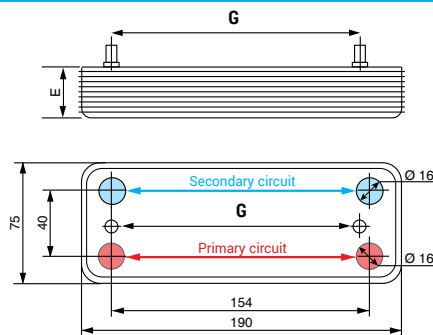 G
E
Secondary circuit
Ø 16
75
40
G
Primary circuit
Ø 16
154
190